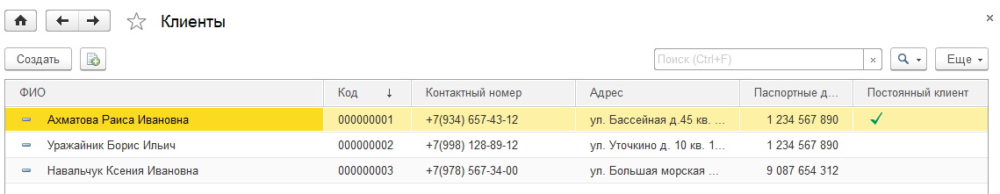 Клиенты
Создать Поиск (Ctrl+F) Еще
ФИО Код ↓ Контактный номер Адрес Паспортные д... Постоянный клиент
Ахматова Раиса Ивановна 000000001 +7(934) 657-43-12 ул. Бассейная д.45 кв. ... 1 234 567 890
Уражайник Борис Ильич 000000002 +7(998) 128-89-12 ул. Уточкино д. 10 кв. 1... 1 234 567 890
Навальчук Ксения Ивановна 000000003 +7(978) 567-34-00 ул. Большая морская ... 9 087 654 312